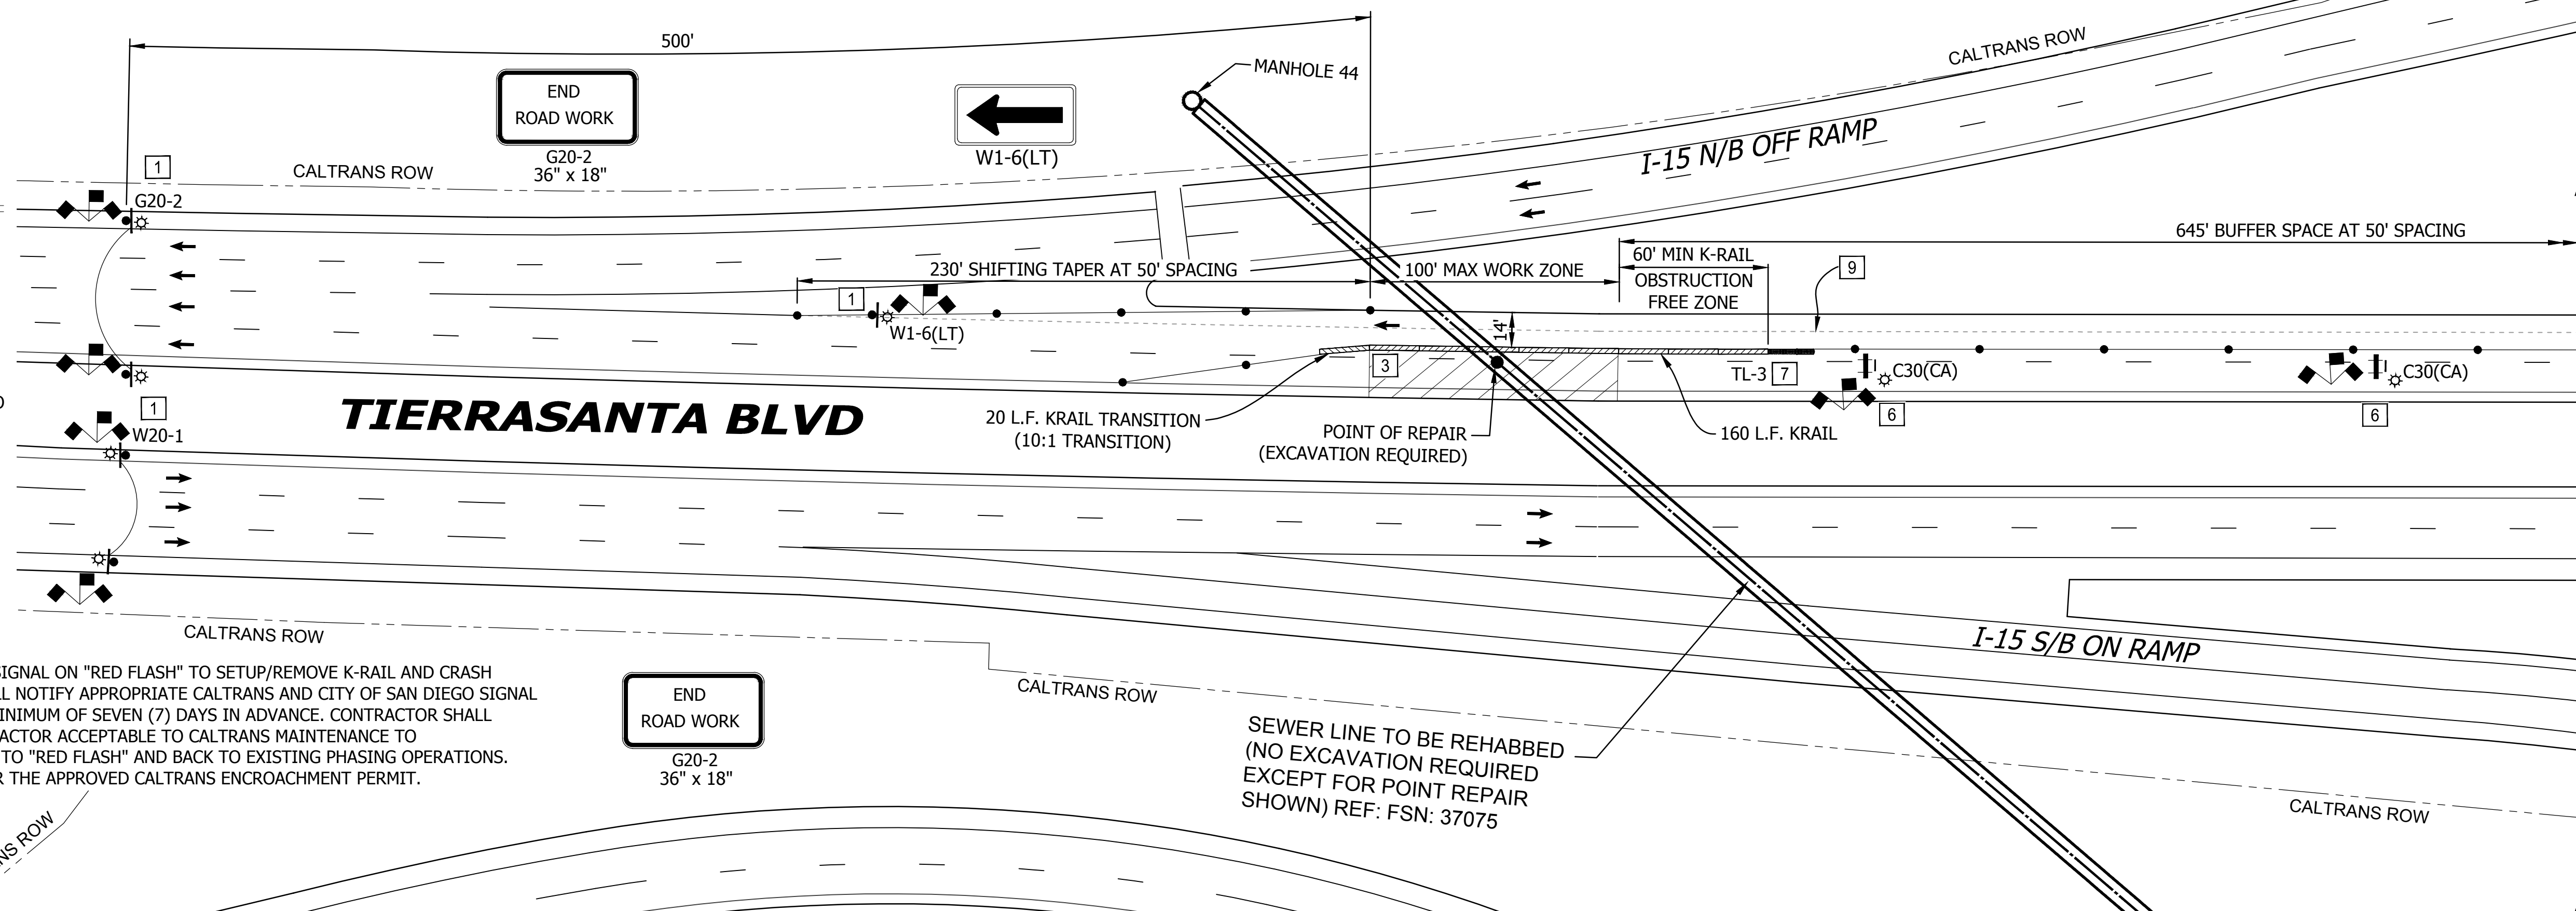 500'
END
ROAD WORK
G20-2
36" x 18"
W1-6(LT)
MANHOLE 44
CALTRANS ROW
I-15 N/B OFF RAMP
1
CALTRANS ROW
G20-2
645' BUFFER SPACE AT 50' SPACING
230' SHIFTING TAPER AT 50' SPACING
100' MAX WORK ZONE
60' MIN K-RAIL
OBSTRUCTION
FREE ZONE
9
1
W1-6(LT)
14'
3
TL-3
7
C30(CA)
C30(CA)
6
6
1
W20-1
TIERRASANTA BLVD
20 L.F. KRAIL TRANSITION
(10:1 TRANSITION)
POINT OF REPAIR
(EXCAVATION REQUIRED)
160 L.F. KRAIL
CALTRANS ROW
I-15 S/B ON RAMP
SIGNAL ON "RED FLASH" TO SETUP/REMOVE K-RAIL AND CRASH
NOTIFY APPROPRIATE CALTRANS AND CITY OF SAN DIEGO SIGNAL
OF SEVEN (7) DAYS IN ADVANCE. CONTRACTOR SHALL
ACCEPTABLE TO CALTRANS MAINTENANCE TO
TO "RED FLASH" AND BACK TO EXISTING PHASING OPERATIONS.
THE APPROVED CALTRANS ENCROACHMENT PERMIT.
END
ROAD WORK
G20-2
36" x 18"
CALTRANS ROW
SEWER LINE TO BE REHABBED
(NO EXCAVATION REQUIRED
EXCEPT FOR POINT REPAIR
SHOWN) REF: FSN: 37075
CALTRANS ROW
ROW